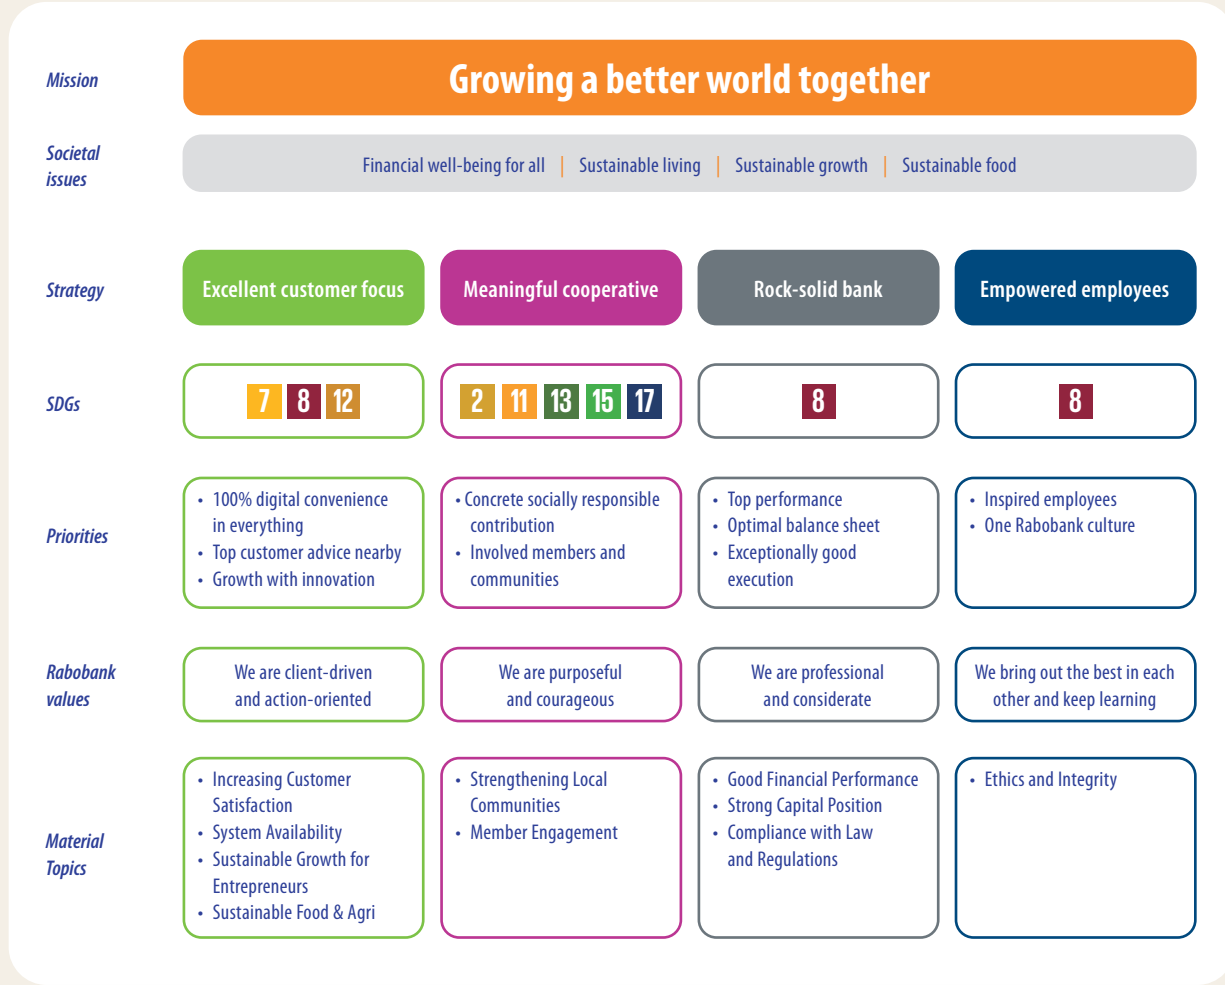 Mission
Growing a better world together
Societal
issues
Financial well-being for all | Sustainable living | Sustainable growth | Sustainable food
Strategy
Excellent customer focus
Meaningful cooperative
Rock-solid bank
Empowered employees
SDGs
7 8 12
2 11 13 15 17
8
8
Priorities
• 100% digital convenience
in everything
• Top customer advice nearby
• Growth with innovation
• Concrete socially responsible
contribution
• Involved members and
communities
• Top performance
• Optimal balance sheet
• Exceptionally good
execution
• Inspired employees
• One Rabobank culture
Rabobank
values
We are client-driven
and action-oriented
We are purposeful
and courageous
We are professional
and considerate
We bring out the best in each
other and keep learning
Material
Topics
• Increasing Customer
Satisfaction
• System Availability
• Sustainable Growth for
Entrepreneurs
• Sustainable Food & Agri
• Strengthening Local
Communities
• Member Engagement
• Good Financial Performance
• Strong Capital Position
• Compliance with Law
and Regulations
• Ethics and Integrity